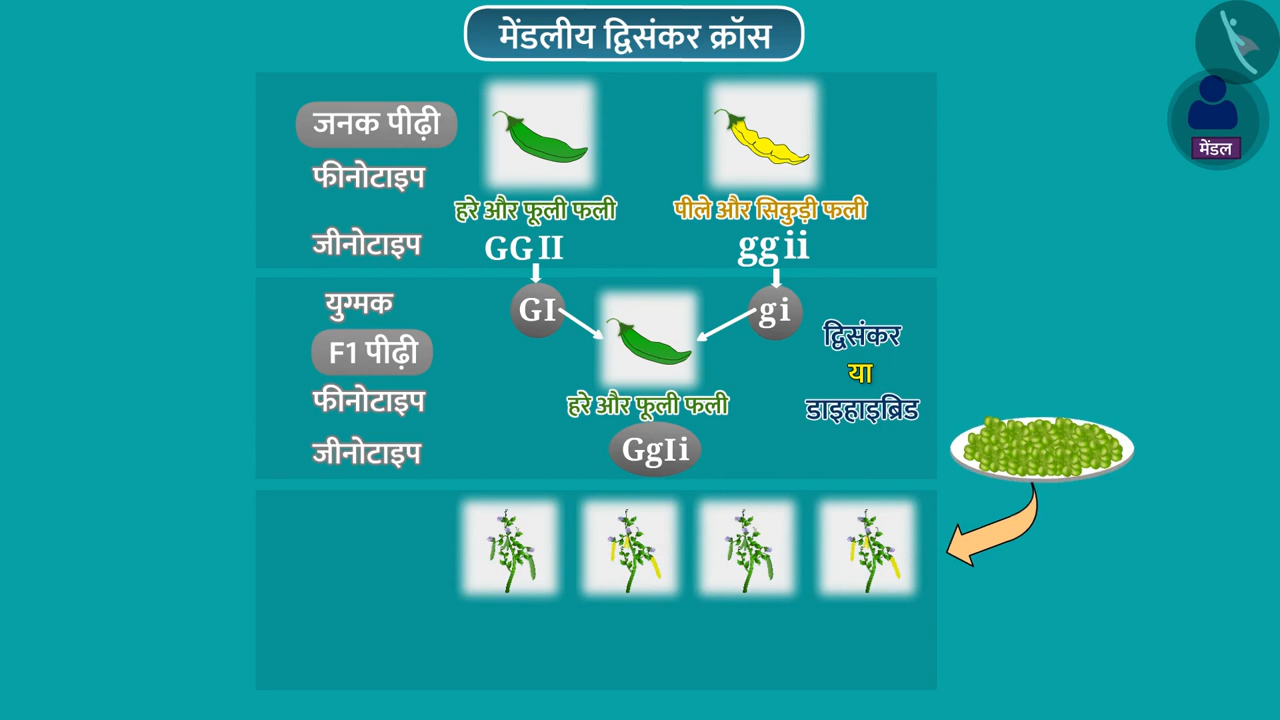 मेंडलीय द्विसंकर क्रॉस
मेंडल
जनक पीढ़ी
फीनोटाइप
हरे और फूली फली
पीले और सिकुड़ी फली
जीनोटाइप
GG II
gg ii
युग्मक
GI
gi
F1 पीढ़ी
द्विसंकर
या
डाइहाइब्रिड
फीनोटाइप
हरे और फूली फली
जीनोटाइप
GgIi